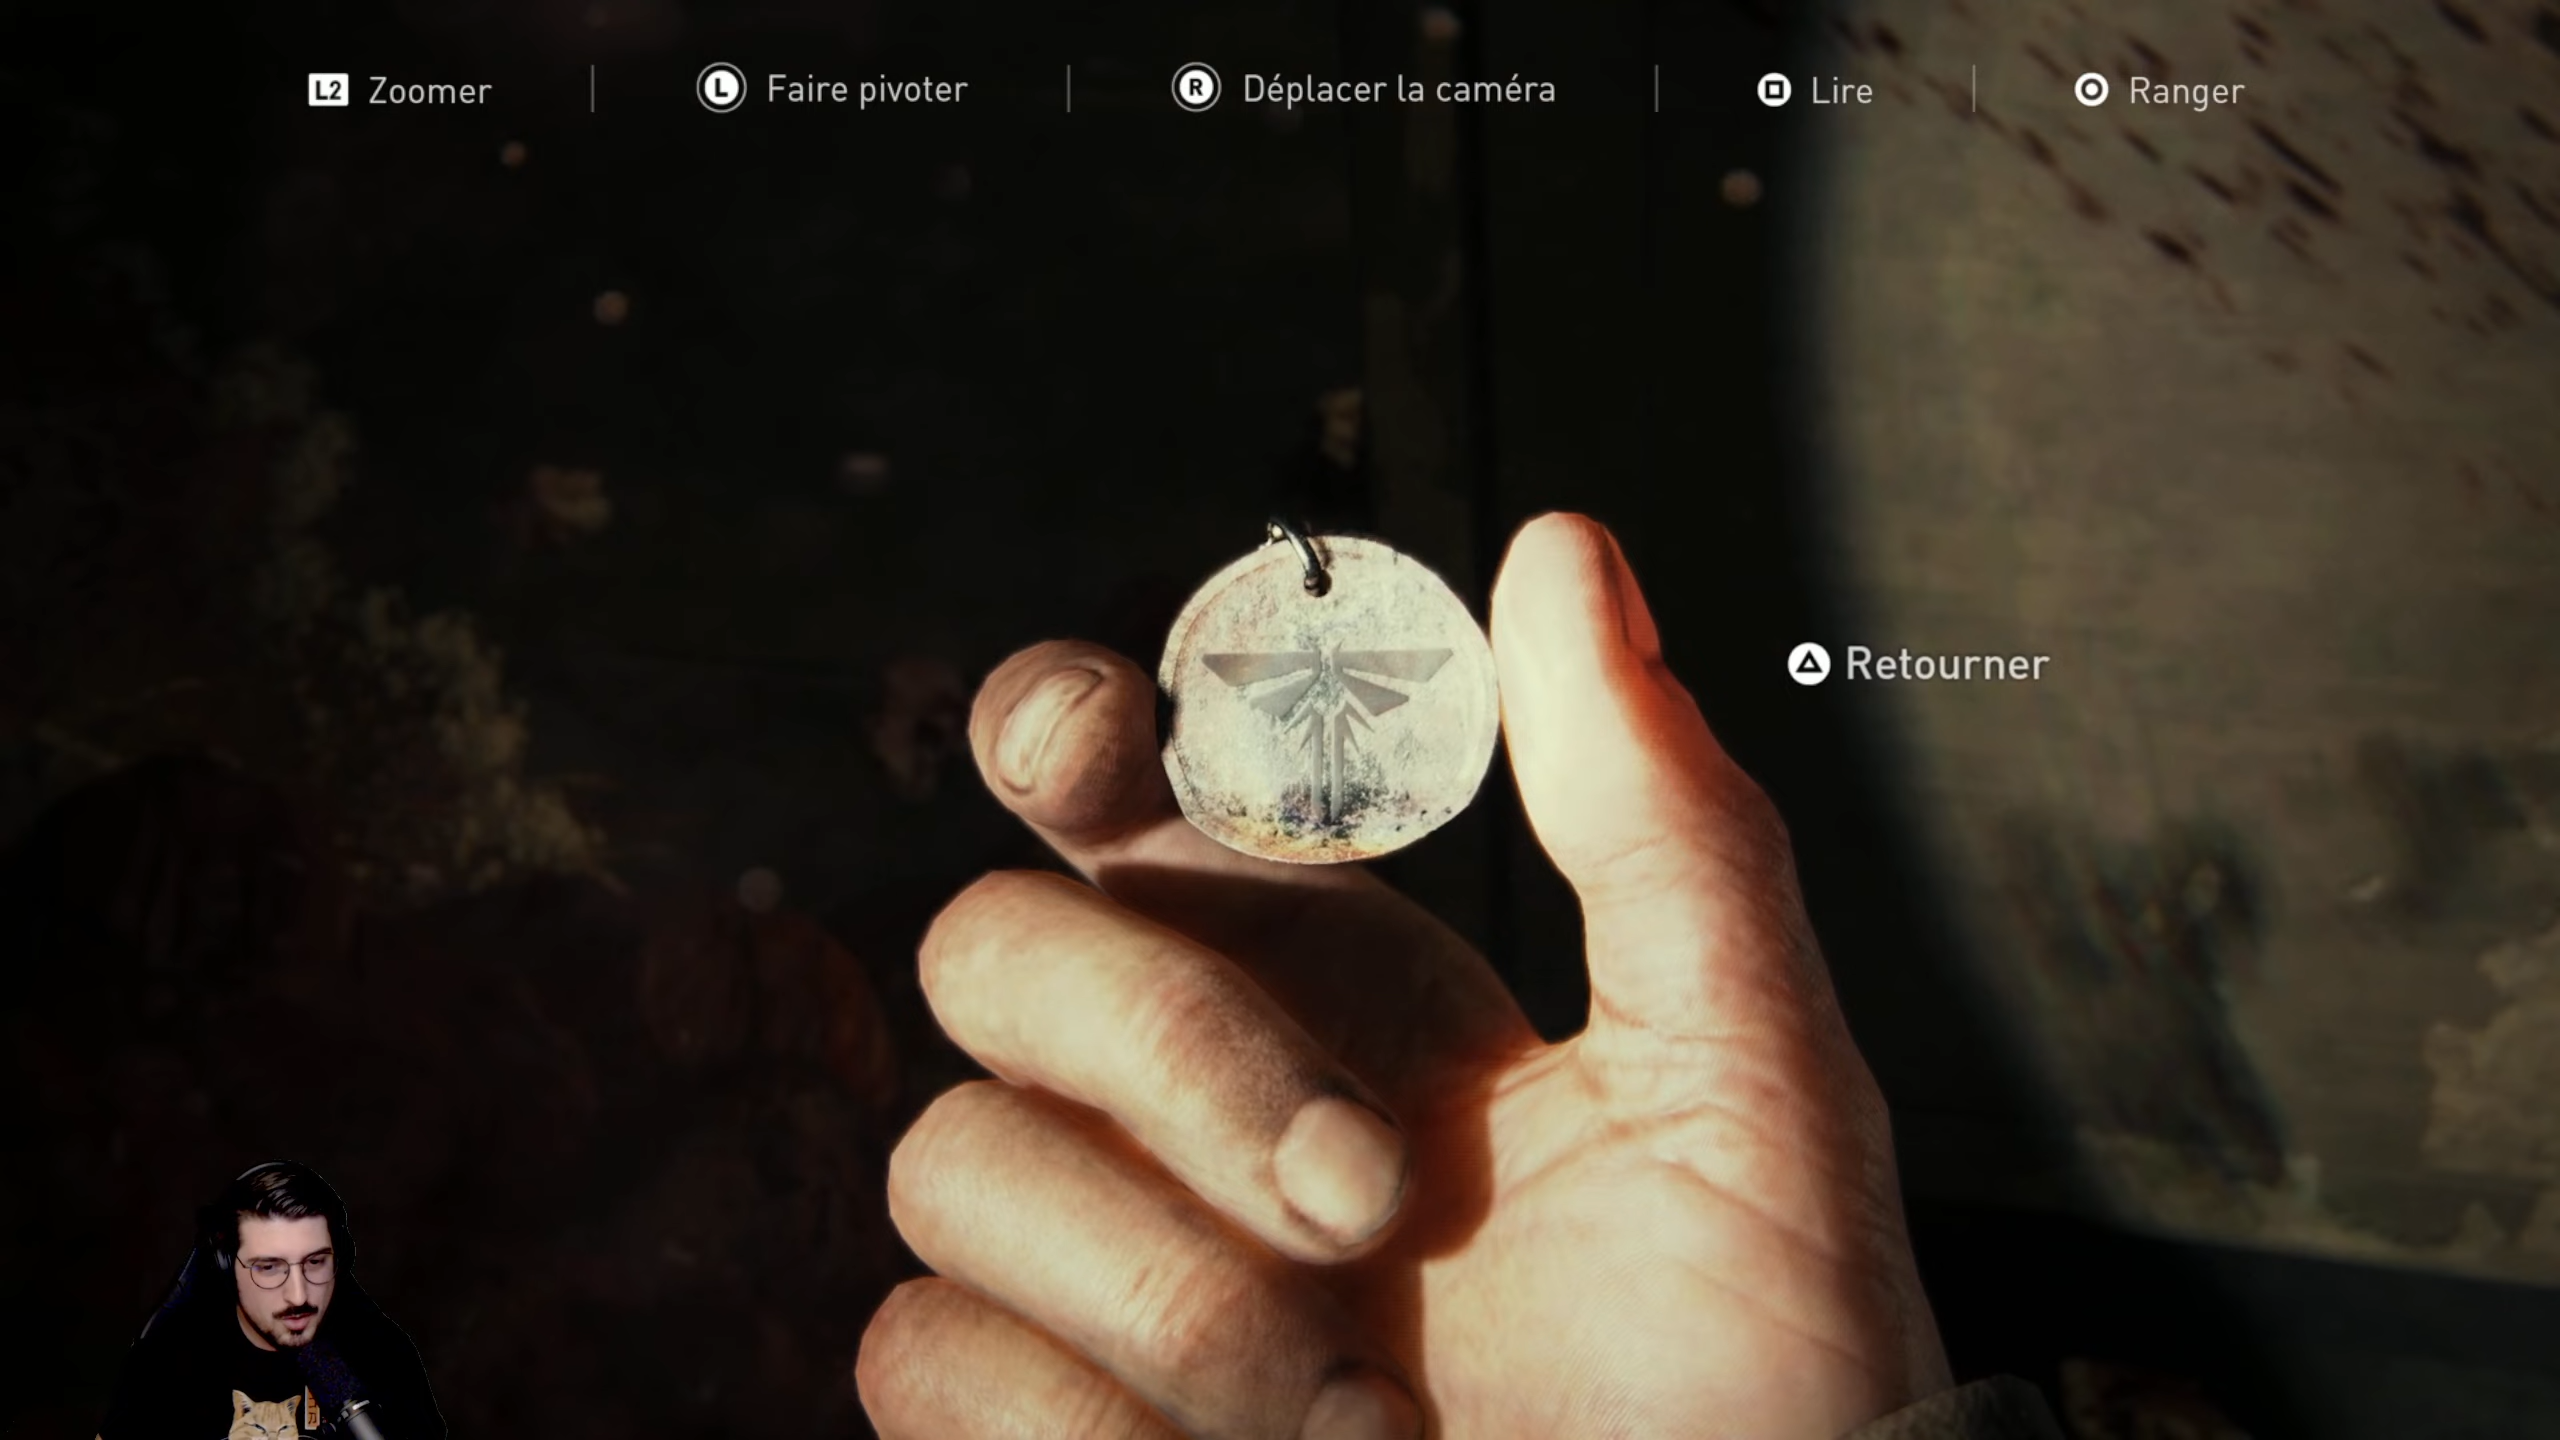 L2 Zoomer
L Faire pivoter
R Déplacer la caméra
Lire
Ranger
Retourner